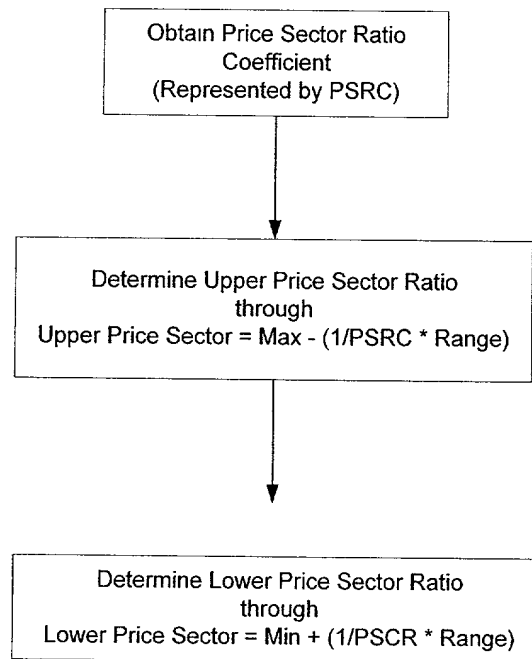 Obtain Price Sector Ratio
Coefficient
(Represented by PSRC)
Determine Upper Price Sector Ratio
through
Upper Price Sector = Max - (1/PSRC * Range)
Determine Lower Price Sector Ratio
through
Lower Price Sector = Min + (1/PSCR * Range)